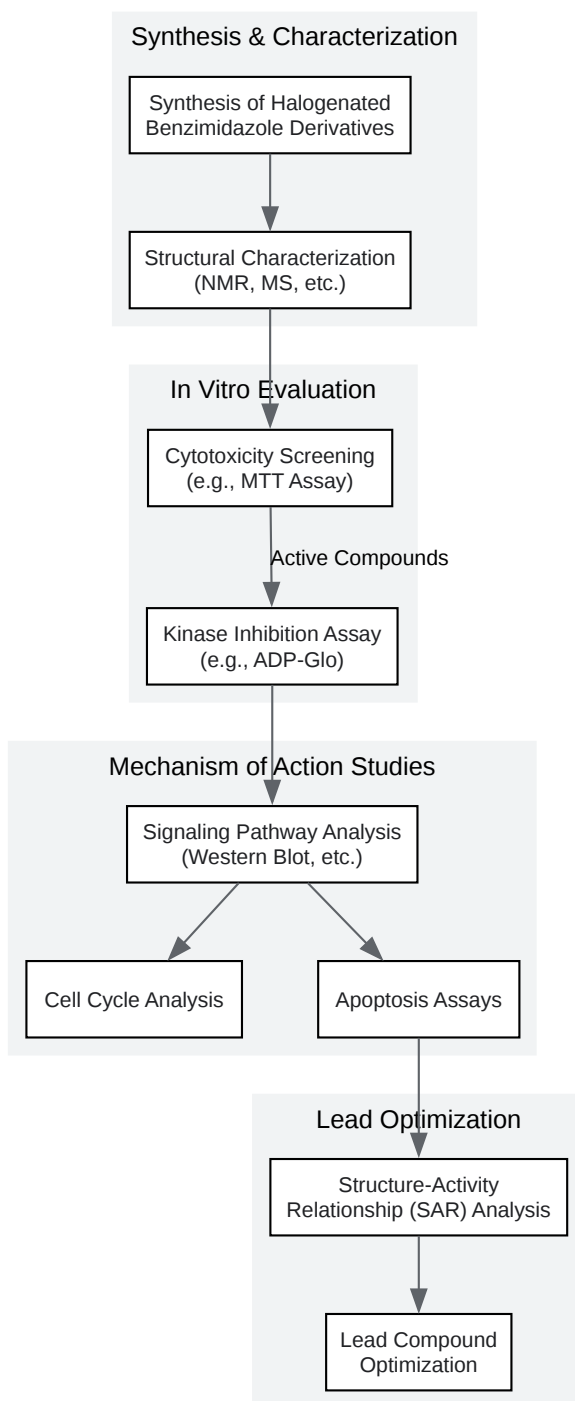 Synthesis & Characterization
Synthesis of Halogenated
Benzimidazole Derivatives
Structural Characterization
(NMR, MS, etc.)
In Vitro Evaluation
Cytotoxicity Screening
(e.g., MTT Assay)
Active Compounds
Kinase Inhibition Assay
(e.g., ADP-Glo)
Mechanism of Action Studies
Signaling Pathway Analysis
(Western Blot, etc.)
Cell Cycle Analysis
Apoptosis Assays
Lead Optimization
Structure-Activity
Relationship (SAR) Analysis
Lead Compound
Optimization